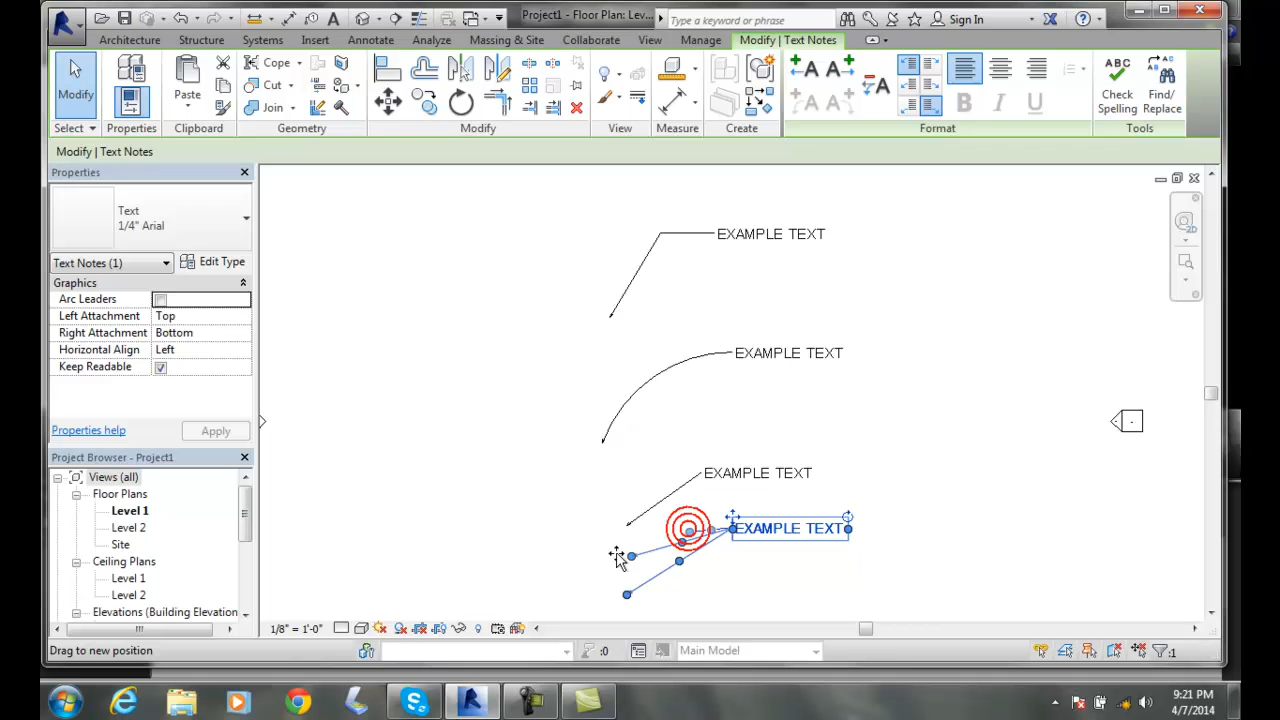 Project1 - Floor Plan: Lev...
Type a keyword or phrase
Sign In
Architecture Structure Systems Insert Annotate Analyze Massing & Site Collaborate View Manage Modify | Text Notes
Modify
Paste
Cope
Cut
Join
ABC
Check Spelling
Find/ Replace
A A A
A A
B I U
Select Properties Clipboard Geometry Modify View Measure Create Format Tools
Modify | Text Notes
Properties
Text
1/4" Arial
Text Notes (1) Edit Type
Graphics
Arc Leaders
Left Attachment Top
Right Attachment Bottom
Horizontal Align Left
Keep Readable
Properties help Apply
Project Browser - Project1
Views (all)
Floor Plans
Level 1
Level 2
Site
Ceiling Plans
Level 1
Level 2
Elevations (Building Elevation
EXAMPLE TEXT
EXAMPLE TEXT
EXAMPLE TEXT
EXAMPLE TEXT
2D
1/8" = 1'-0"
Drag to new position
:0
Main Model
:1
9:21 PM
4/7/2014